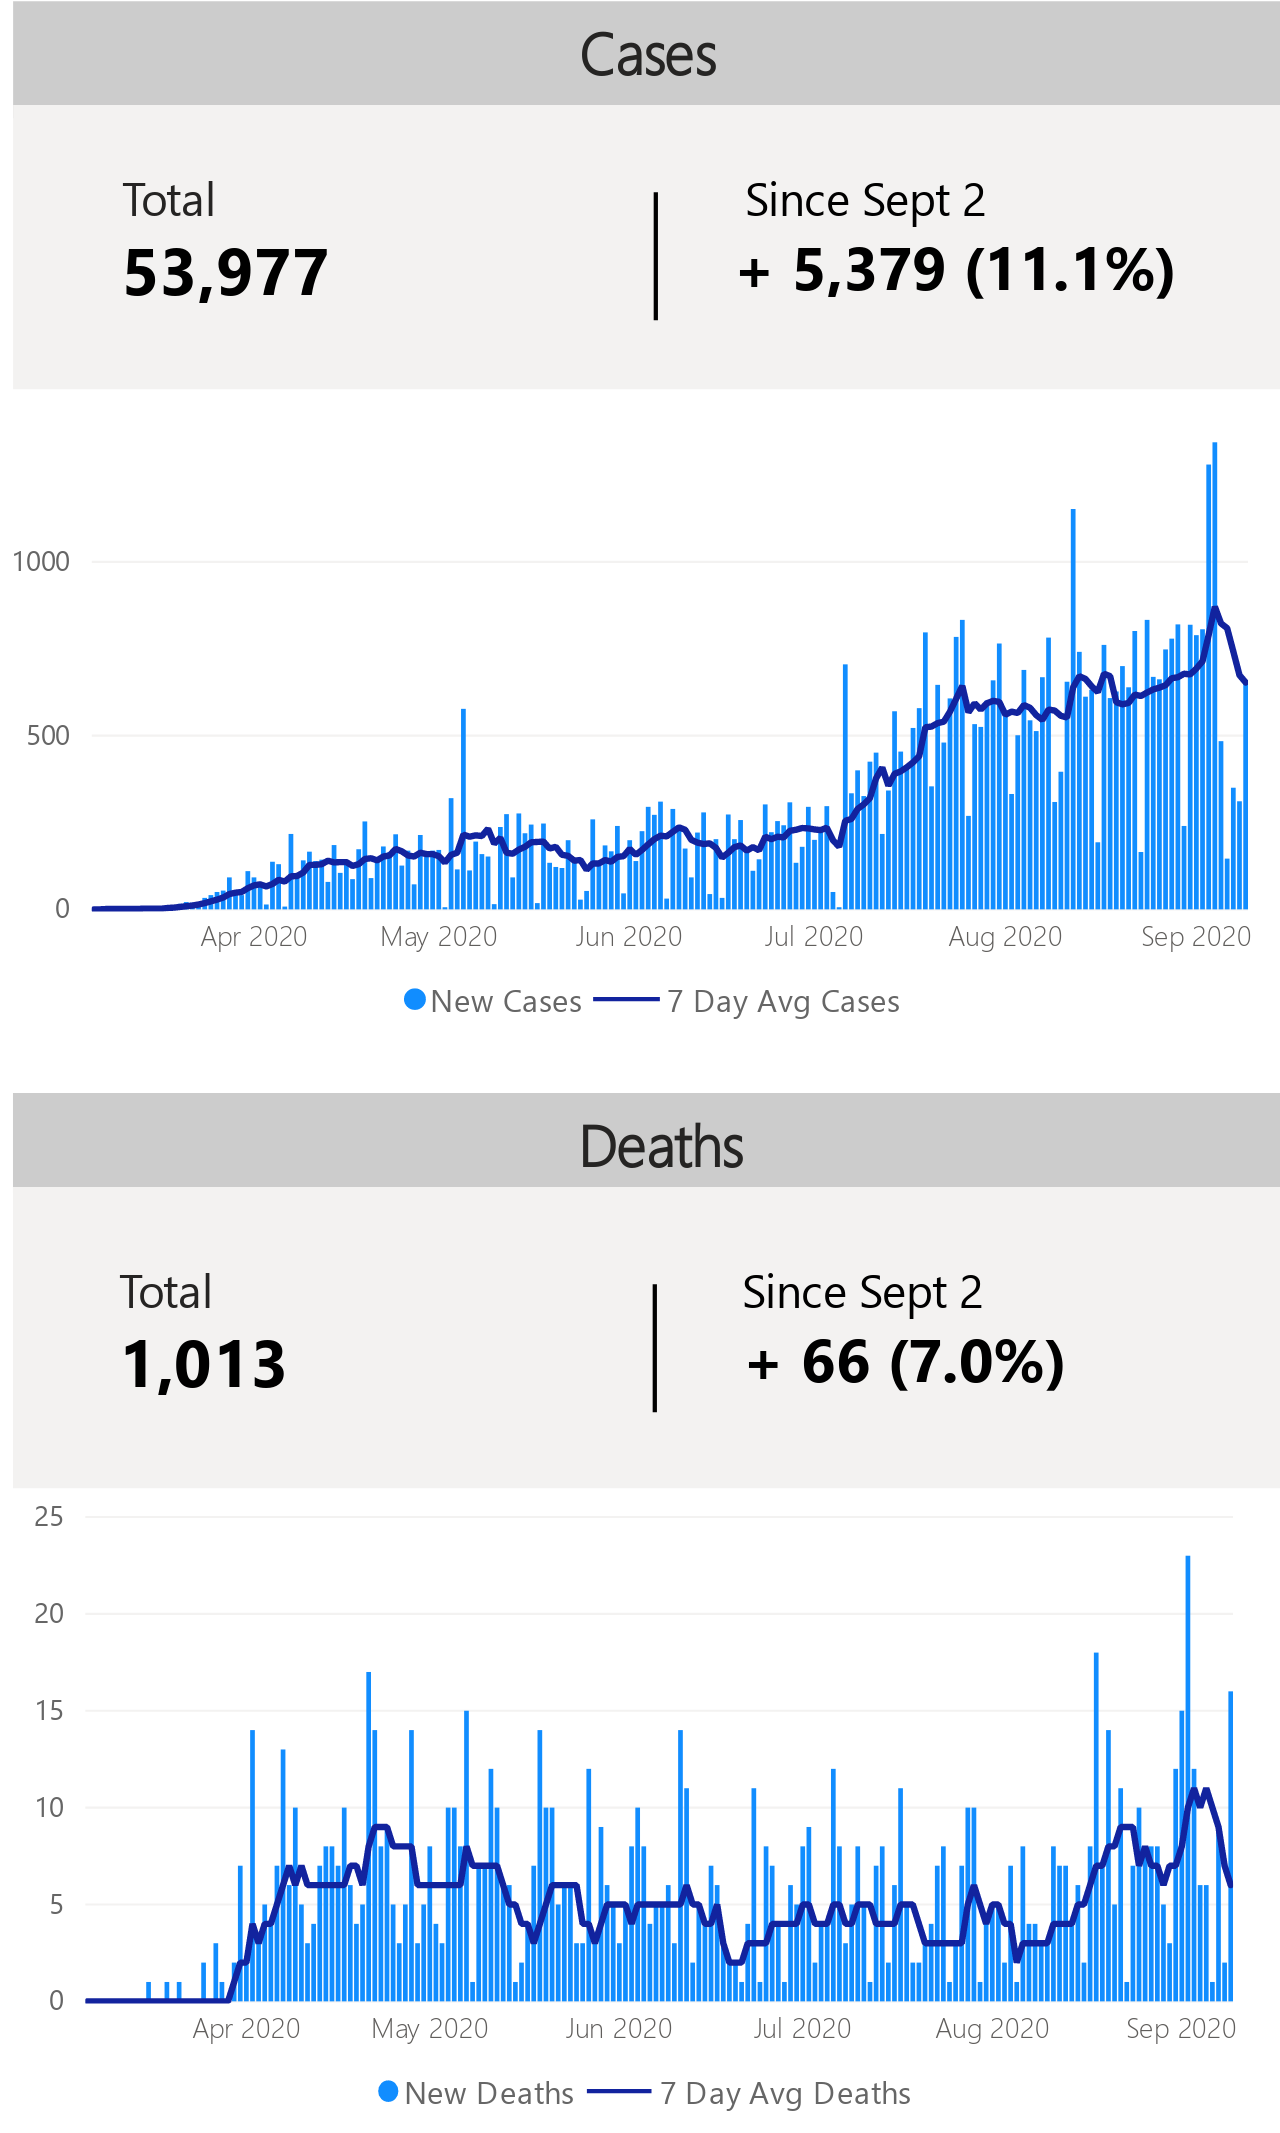 Cases
Total
Since Sept 2
53,977
+ 5,379 (11.1%)
1000
500
0
Apr 2020 May 2020 Jun 2020 Jul 2020 Aug 2020 Sep 2020
New Cases 7 Day Avg Cases
Deaths
Total
Since Sept 2
1,013
+ 66 (7.0%)
25
20
15
10
5
0
Apr 2020 May 2020 Jun 2020 Jul 2020 Aug 2020 Sep 2020
New Deaths 7 Day Avg Deaths